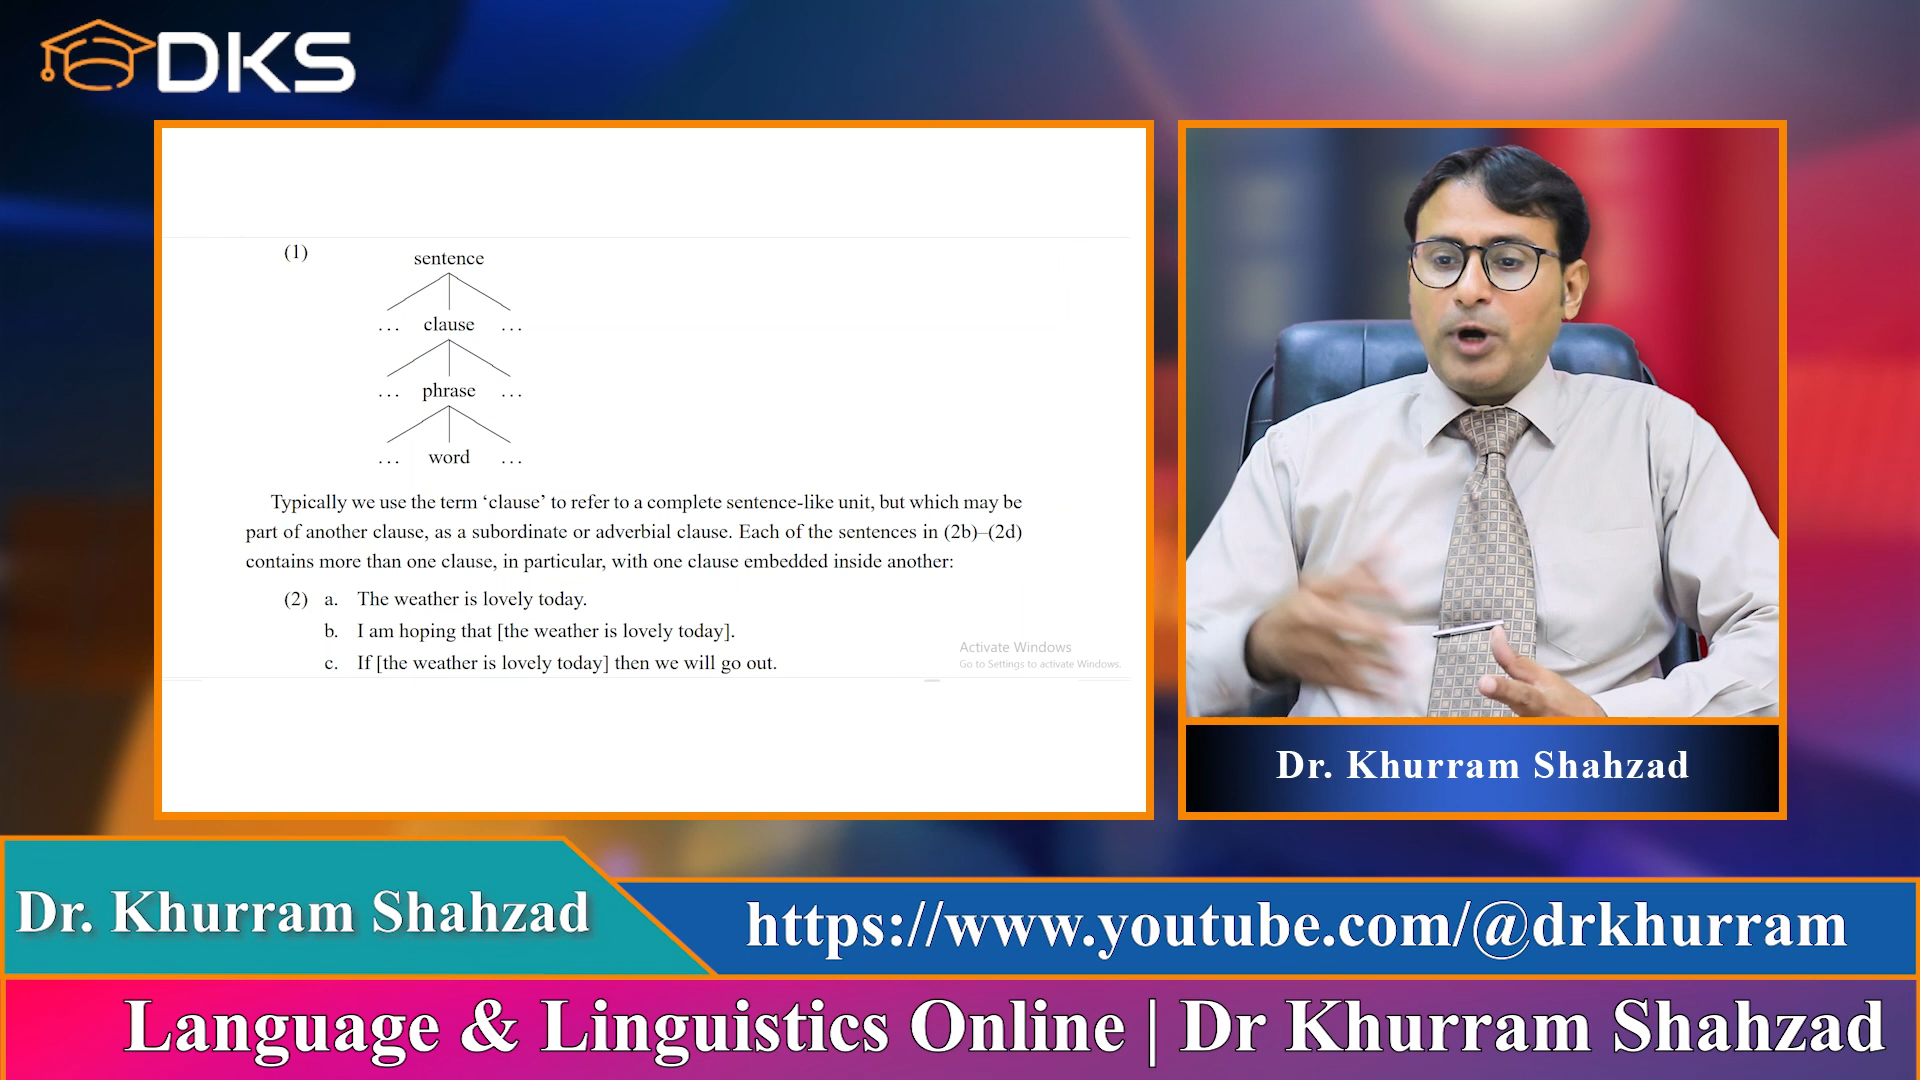 DKS
(1)
sentence
... clause ...
... phrase ...
... word ...
Typically we use the term ‘clause’ to refer to a complete sentence-like unit, but which may be
part of another clause, as a subordinate or adverbial clause. Each of the sentences in (2b)–(2d)
contains more than one clause, in particular, with one clause embedded inside another:
(2) a. The weather is lovely today.
b. I am hoping that [the weather is lovely today].
c. If [the weather is lovely today] then we will go out.
Activate Windows
Go to Settings to activate Windows.
Dr. Khurram Shahzad
Dr. Khurram Shahzad
https://www.youtube.com/@drkhurram
Language & Linguistics Online | Dr Khurram Shahzad